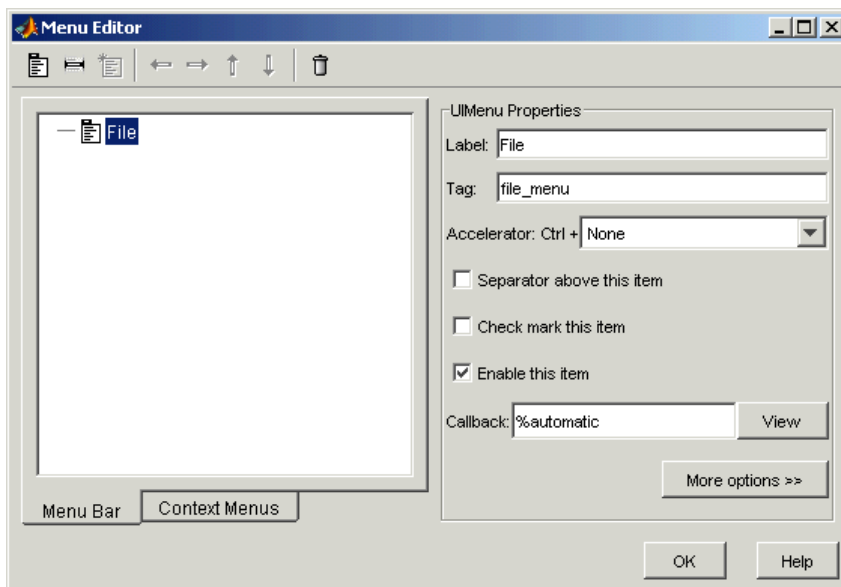 Menu Editor
File
UIMenu Properties
Label: File
Tag: file_menu
Accelerator: Ctrl + None
Separator above this item
Check mark this item
Enable this item
Callback: %automatic View
More options >>
Menu Bar Context Menus
OK Help